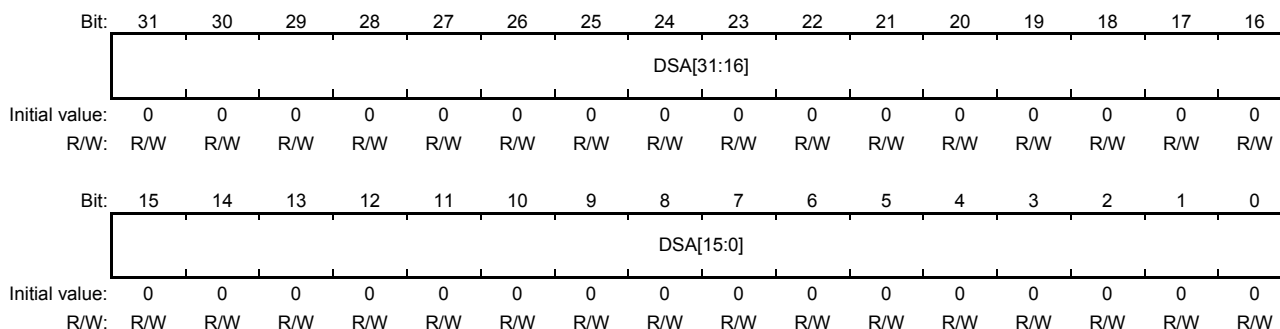 Bit: 31 30 29 28 27 26 25 24 23 22 21 20 19 18 17 16
DSA[31:16]
Initial value: 0 0 0 0 0 0 0 0 0 0 0 0 0 0 0 0
R/W: R/W R/W R/W R/W R/W R/W R/W R/W R/W R/W R/W R/W R/W R/W R/W R/W
Bit: 15 14 13 12 11 10 9 8 7 6 5 4 3 2 1 0
DSA[15:0]
Initial value: 0 0 0 0 0 0 0 0 0 0 0 0 0 0 0 0
R/W: R/W R/W R/W R/W R/W R/W R/W R/W R/W R/W R/W R/W R/W R/W R/W R/W